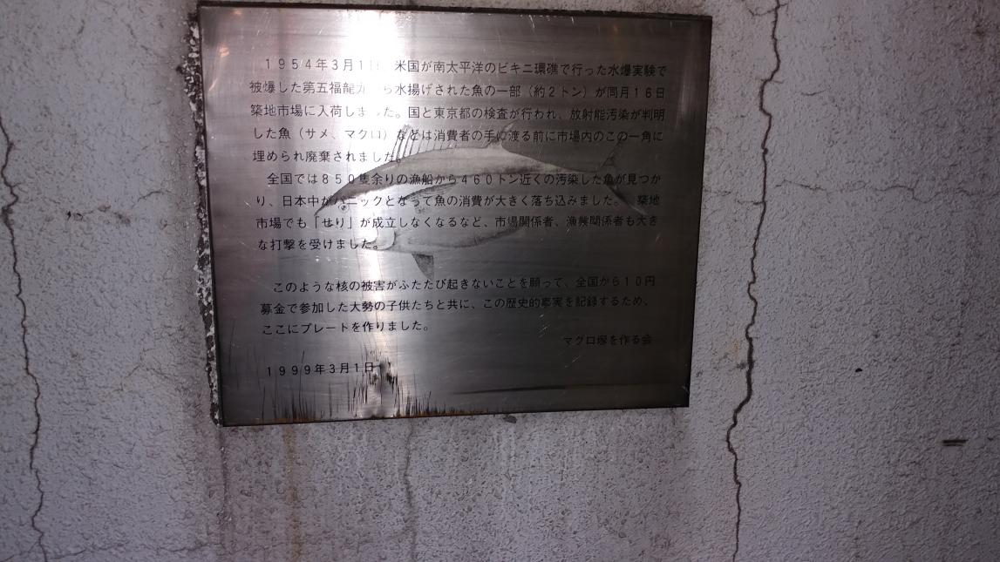 1954年3月1 米国が南太平洋のビキニ環礁で行った水爆実験で
被爆した第五福龍 ら水揚げされた魚の一部（約2トン）が同月16日
築地市場に入荷しました。国と東京都の検査が行われ、放射能汚染が判明
した魚（サメ、マグロ）などは消費者の手に渡る前に市場内のこの一角に
埋められ廃棄されました。
全国では850隻余りの漁船から460トン近くの汚染した魚が見つか
り、日本中がパニックとなって魚の消費が大きく落ち込みました。 築地
市場でも「せり」が成立しなくなるなど、市場関係者、漁業関係者も大き
な打撃を受けました。
このような核の被害がふたたび起きないことを願って、全国から10円
募金で参加した大勢の子供たちと共に、この歴史的事実を記録するため、
ここにプレートを作りました。
マグロ塚を作る会
1999年3月1日